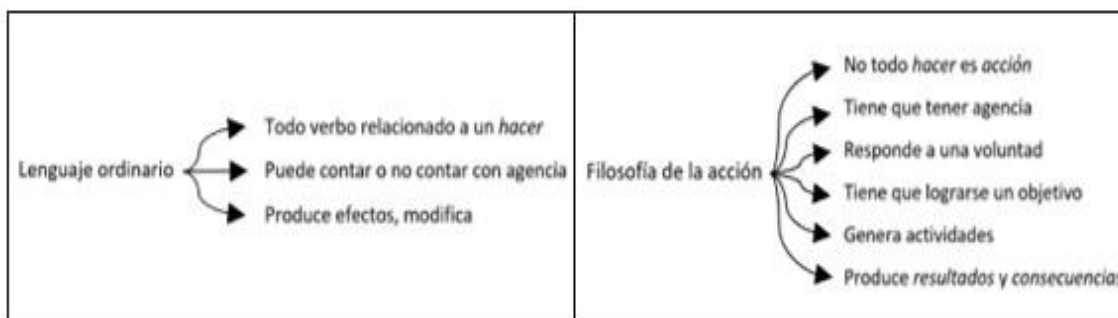 Lenguaje ordinario
Todo verbo relacionado a un hacer
Puede contar o no contar con agencia
Produce efectos, modifica
Filosofía de la acción
No todo hacer es acción
Tiene que tener agencia
Responde a una voluntad
Tiene que lograrse un objetivo
Genera actividades
Produce resultados y consecuencias